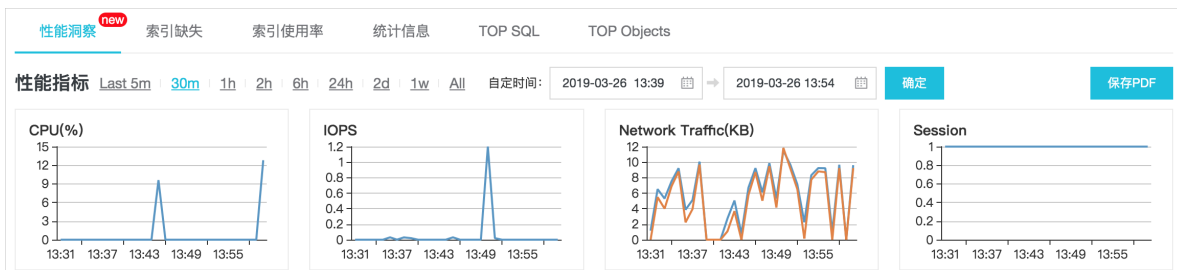 性能洞察 new 索引缺失 索引使用率 统计信息 TOP SQL TOP Objects
性能指标 Last 5m 30m 1h 2h 6h 24h 2d 1w All 自定时间： 2019-03-26 13:39 2019-03-26 13:54 确定 保存PDF
CPU(%)
15
12
9
6
3
0
13:31 13:37 13:43 13:49 13:55
IOPS
1.2
1
0.8
0.6
0.4
0.2
0
13:31 13:37 13:43 13:49 13:55
Network Traffic(KB)
12
10
8
6
4
2
0
13:31 13:37 13:43 13:49 13:55
Session
1
0.8
0.6
0.4
0.2
0
13:31 13:37 13:43 13:49 13:55